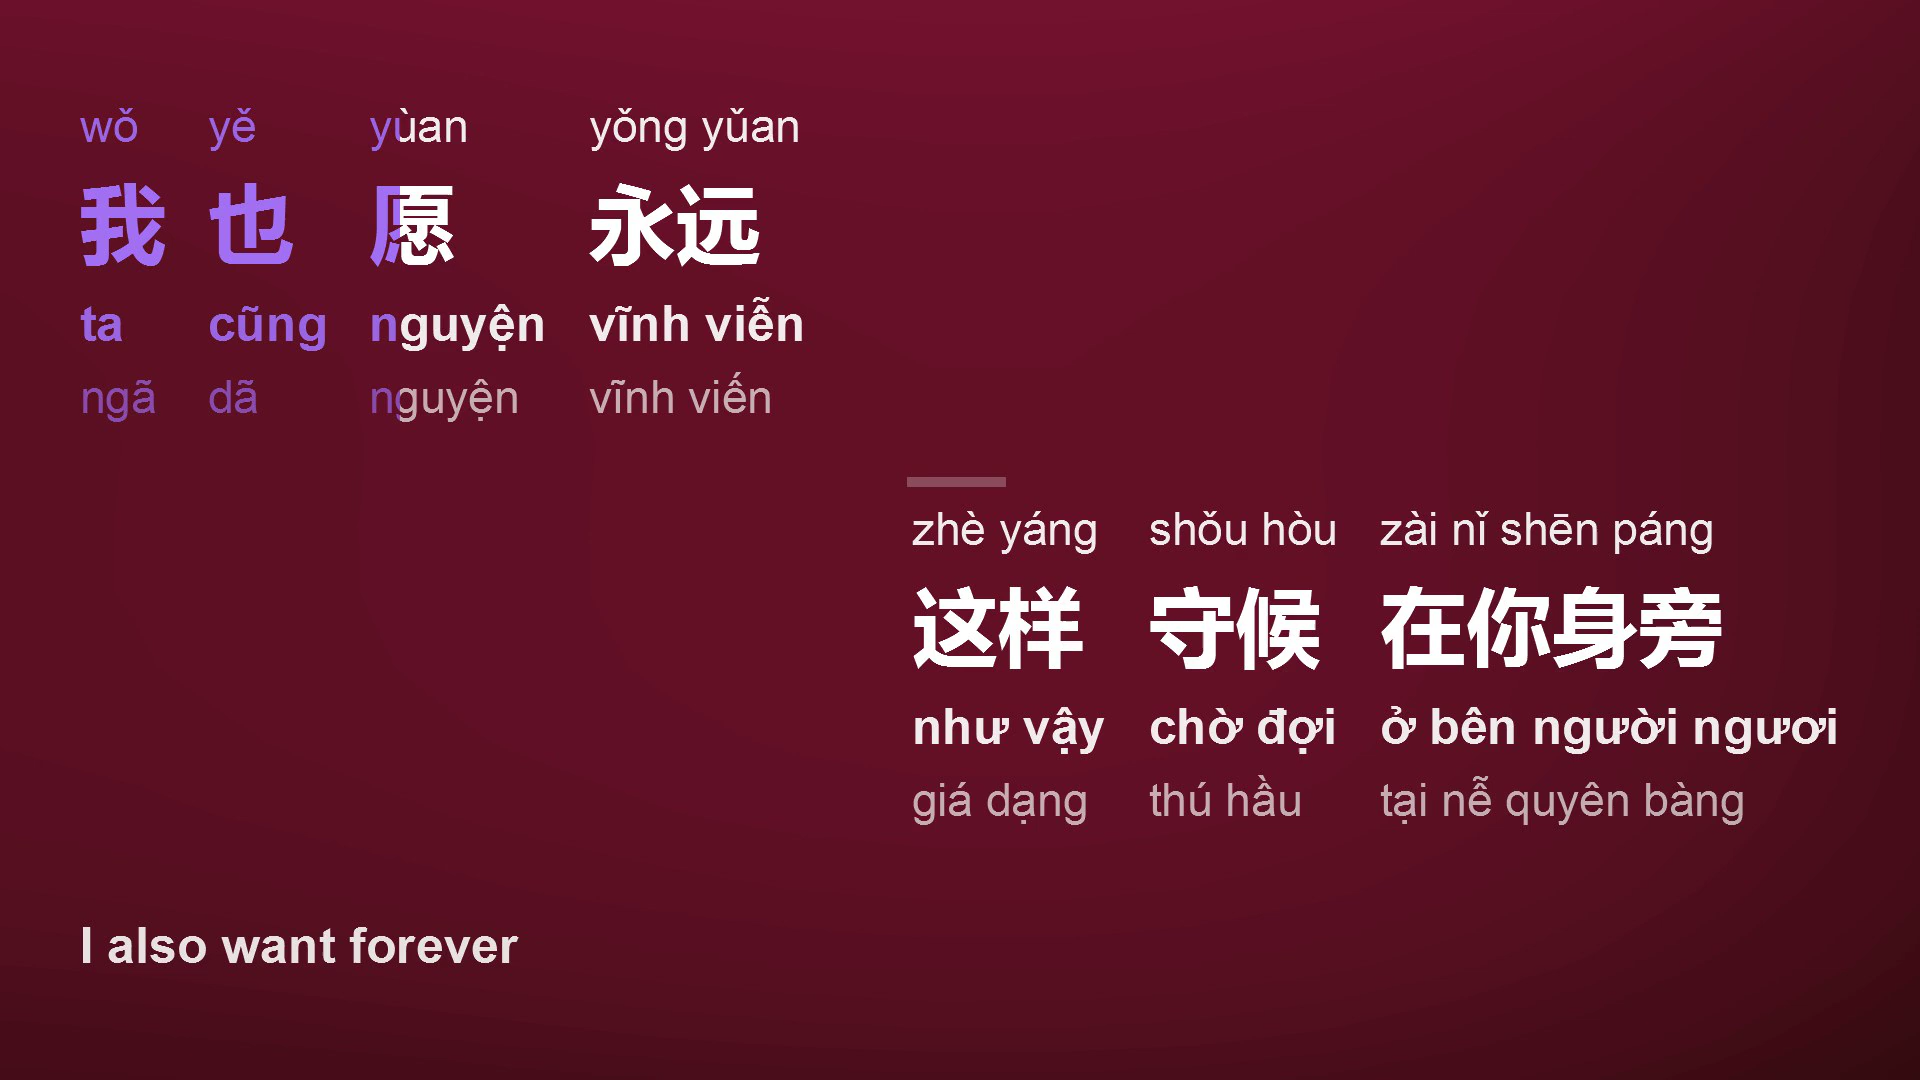 wǒ yě yùan yǒng yǔan
我 也 愿 永远
ta cũng nguyện vĩnh viễn
ngã dã nguyện vĩnh viến
zhè yáng shǒu hòu zài nǐ shēn páng
这样 守候 在你身旁
như vậy chờ đợi ở bên người ngươi
giá dạng thú hầu tại nễ quyên bàng
I also want forever